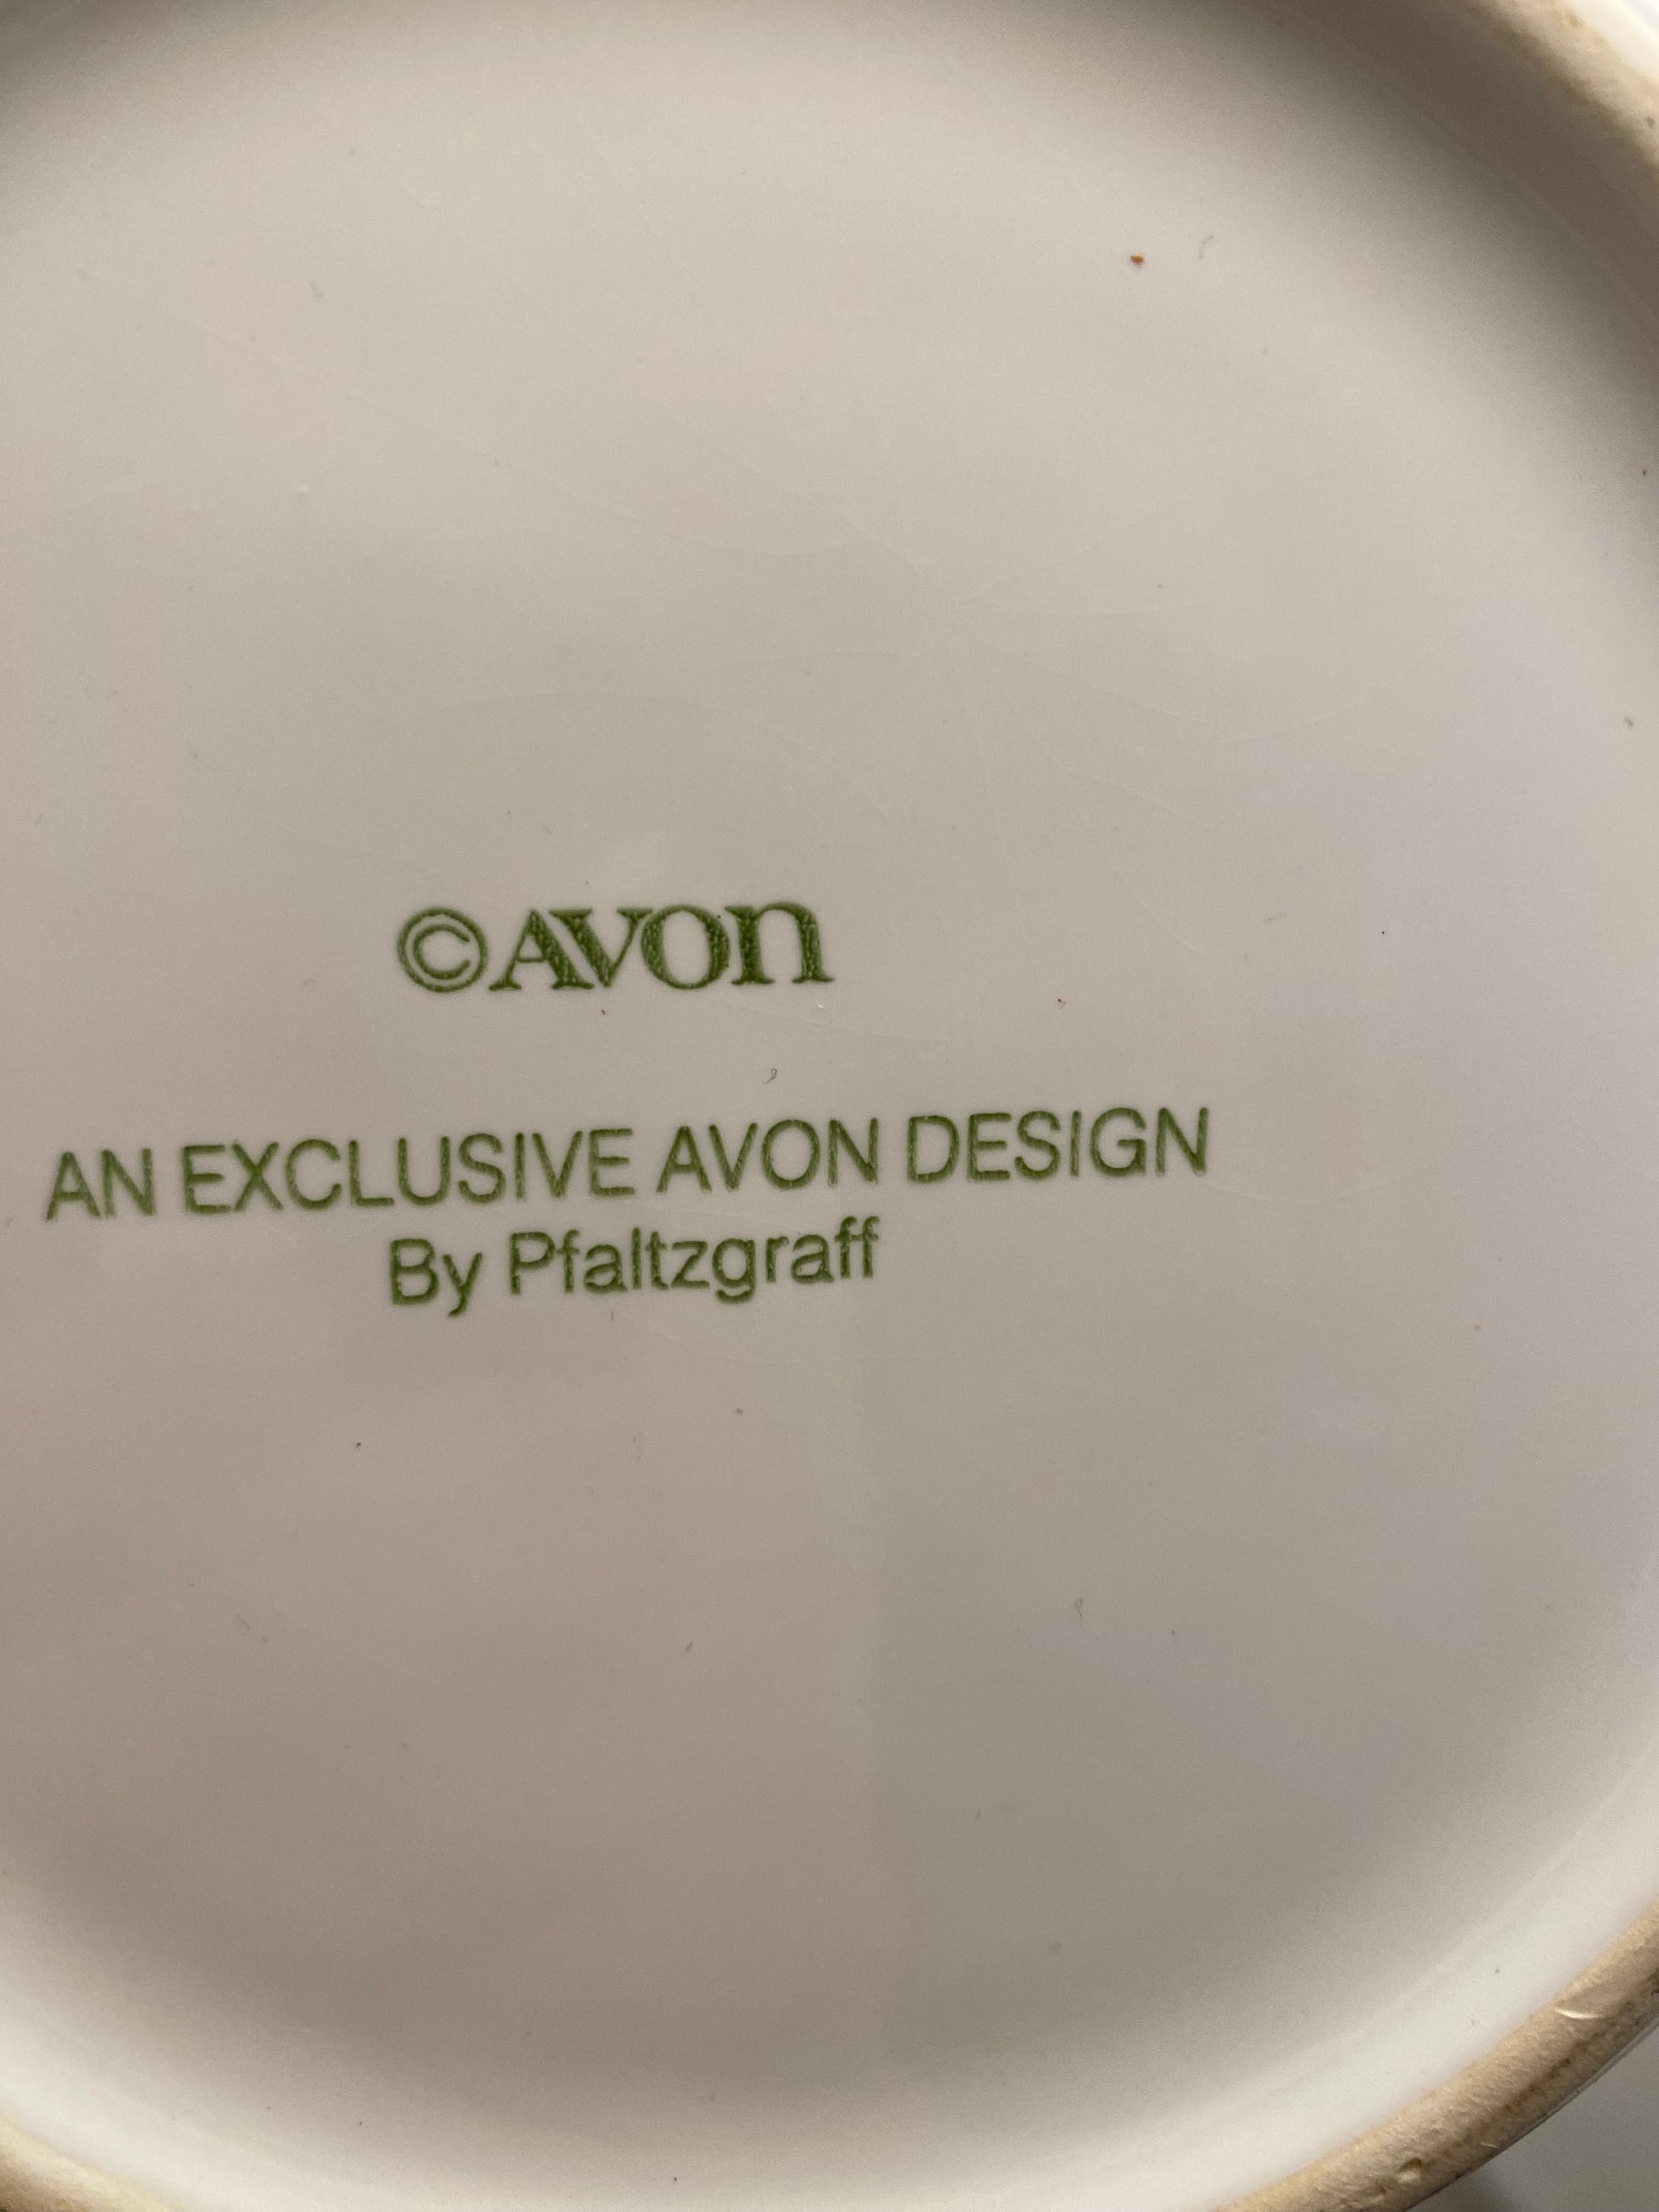 ©AVON
AN EXCLUSIVE AVON DESIGN
By Pfaltzgraff